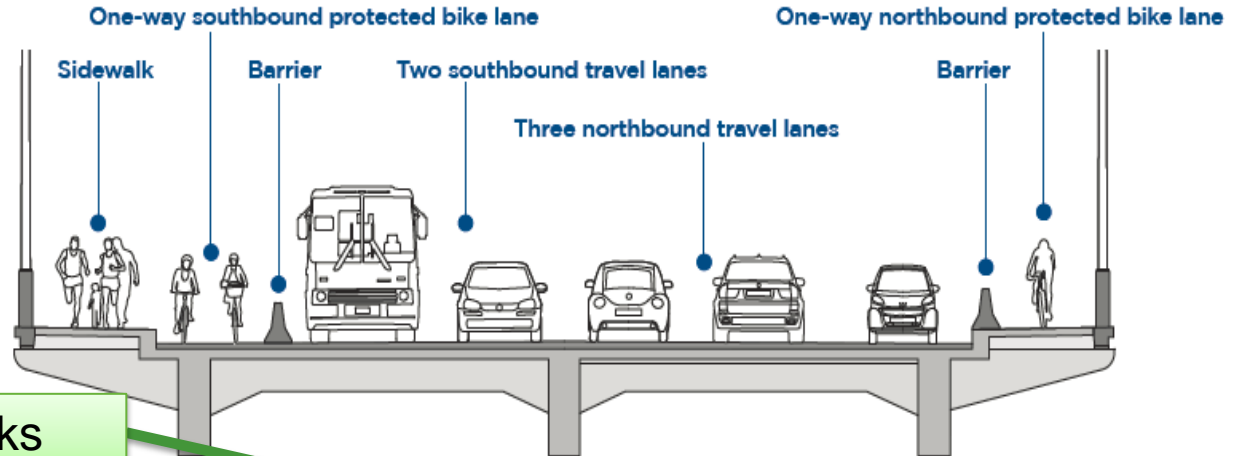 One-way southbound protected bike lane
One-way northbound protected bike lane
Sidewalk
Barrier
Two southbound travel lanes
Barrier
Three northbound travel lanes
ks